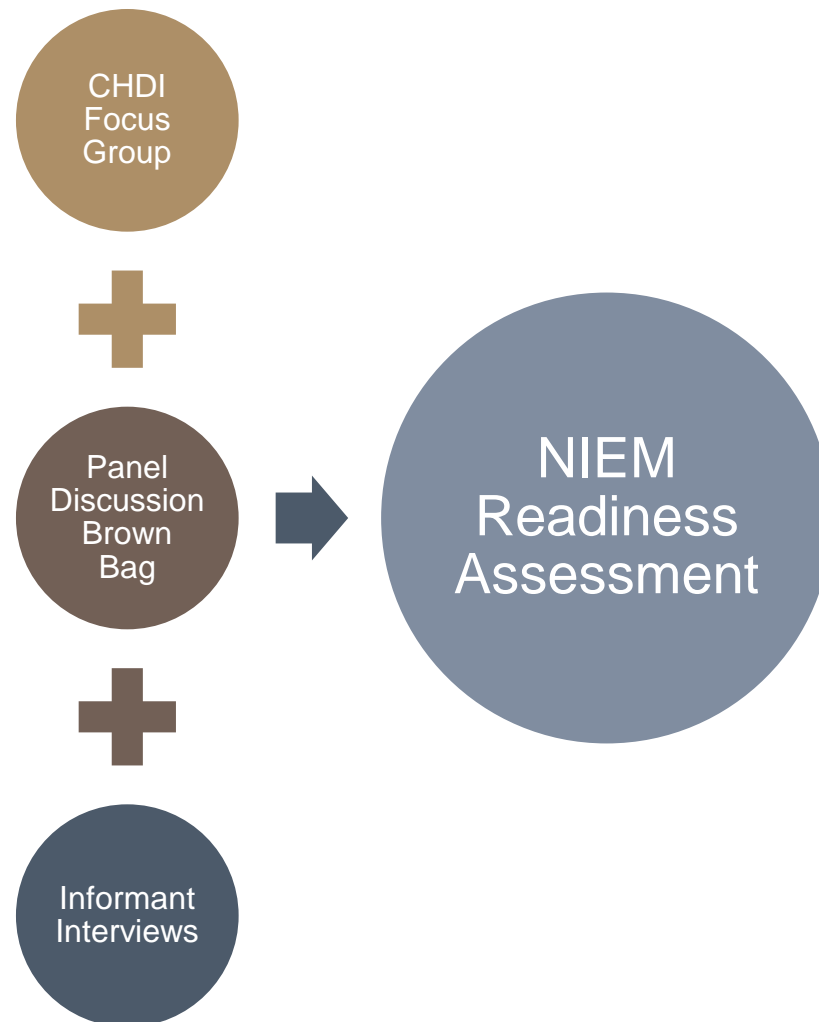 CHDI
Focus
Group
Panel
Discussion
Brown
Bag
Informant
Interviews
NIEM
Readiness
Assessment